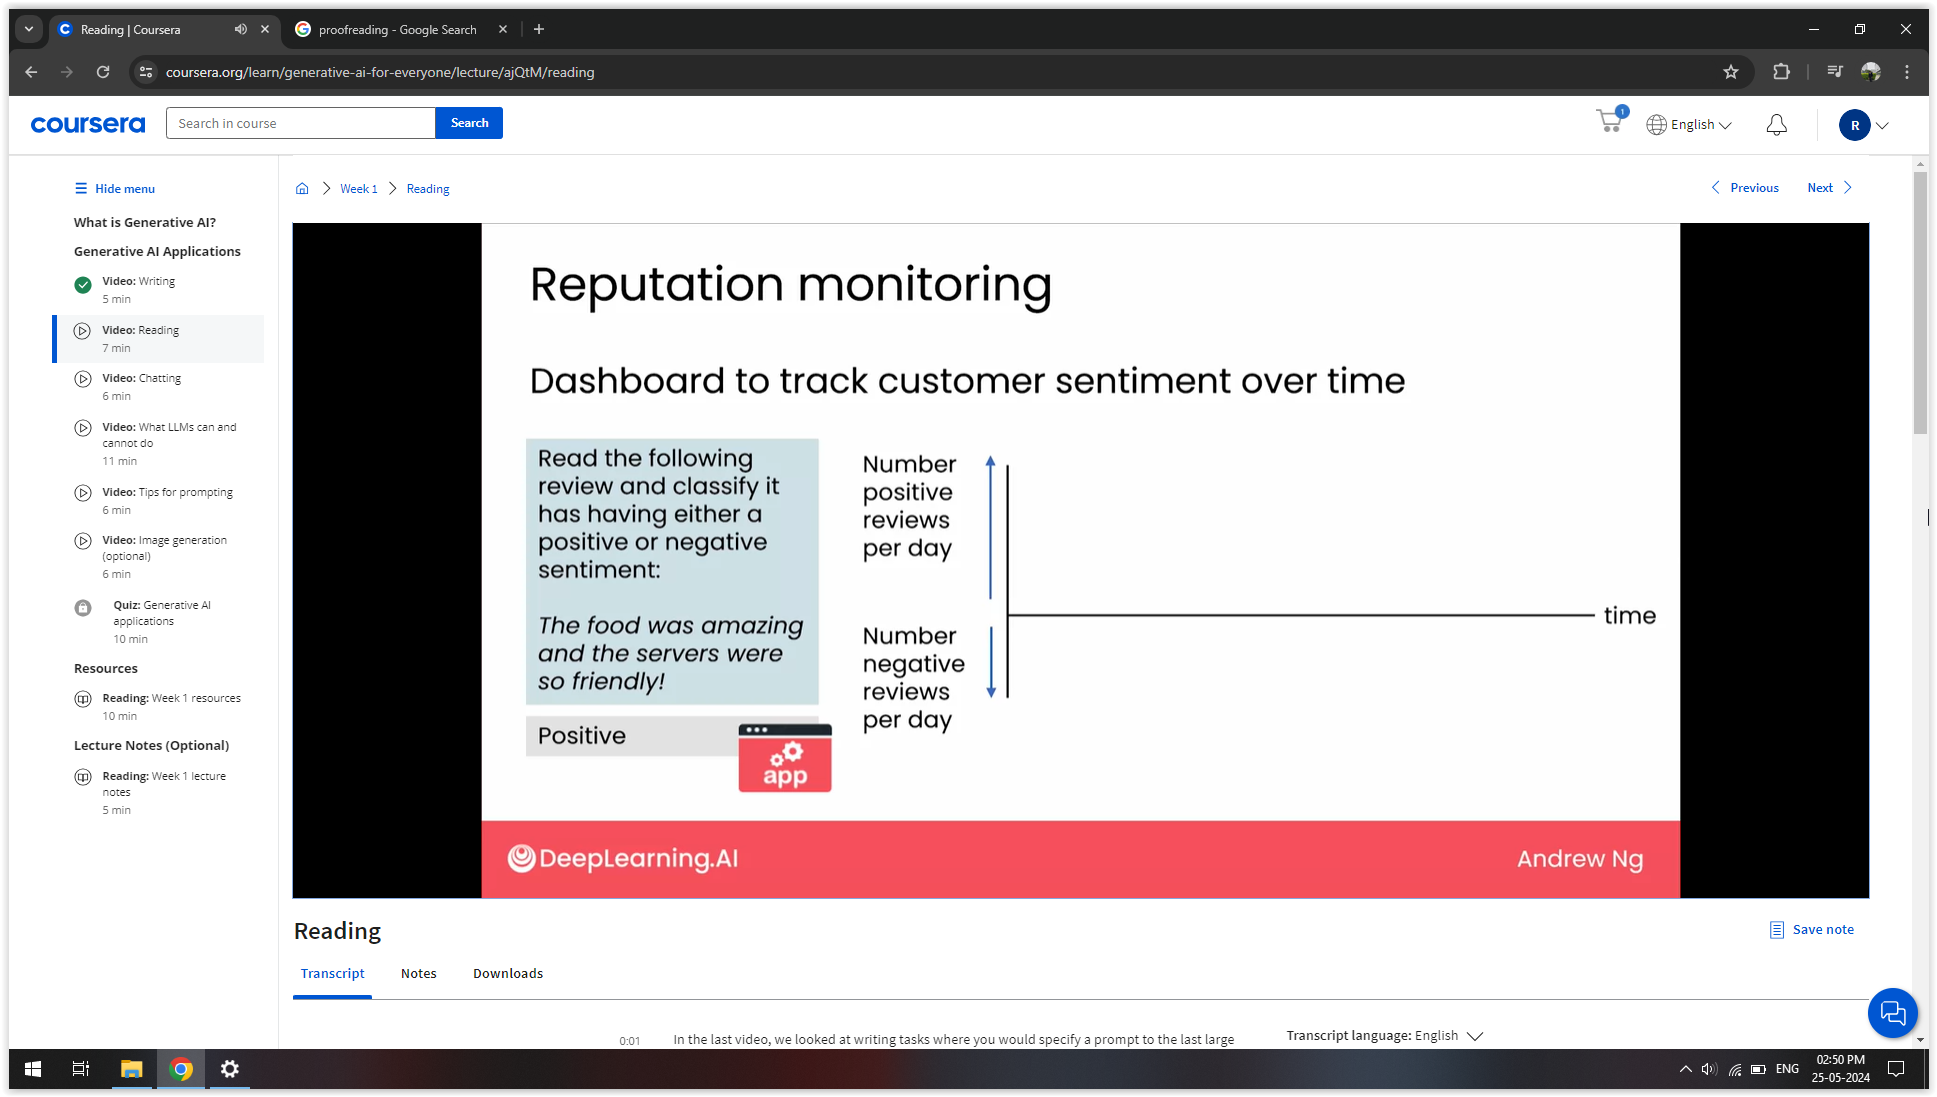 Reading | Coursera
proofreading - Google Search
coursera.org/learn/generative-ai-for-everyone/lecture/ajQtM/reading
coursera
Search in course
Search
1
English
R
Hide menu
What is Generative AI?
Generative AI Applications
Video: Writing
5 min
Video: Reading
7 min
Video: Chatting
6 min
Video: What LLMs can and
cannot do
11 min
Video: Tips for prompting
6 min
Video: Image generation
(optional)
6 min
Quiz: Generative AI
applications
10 min
Resources
Reading: Week 1 resources
10 min
Lecture Notes (Optional)
Reading: Week 1 lecture
notes
5 min
Week 1
Reading
Previous
Next
Reputation monitoring
Dashboard to track customer sentiment over time
Read the following
review and classify it
has having either a
positive or negative
sentiment:
The food was amazing
and the servers were
so friendly!
Positive
app
Number
positive
reviews
per day
Number
negative
reviews
per day
time
DeepLearning.AI
Andrew Ng
Reading
Save note
Transcript
Notes
Downloads
0:01
In the last video, we looked at writing tasks where you would specify a prompt to the last large
Transcript language: English
ENG
02:50 PM
25-05-2024